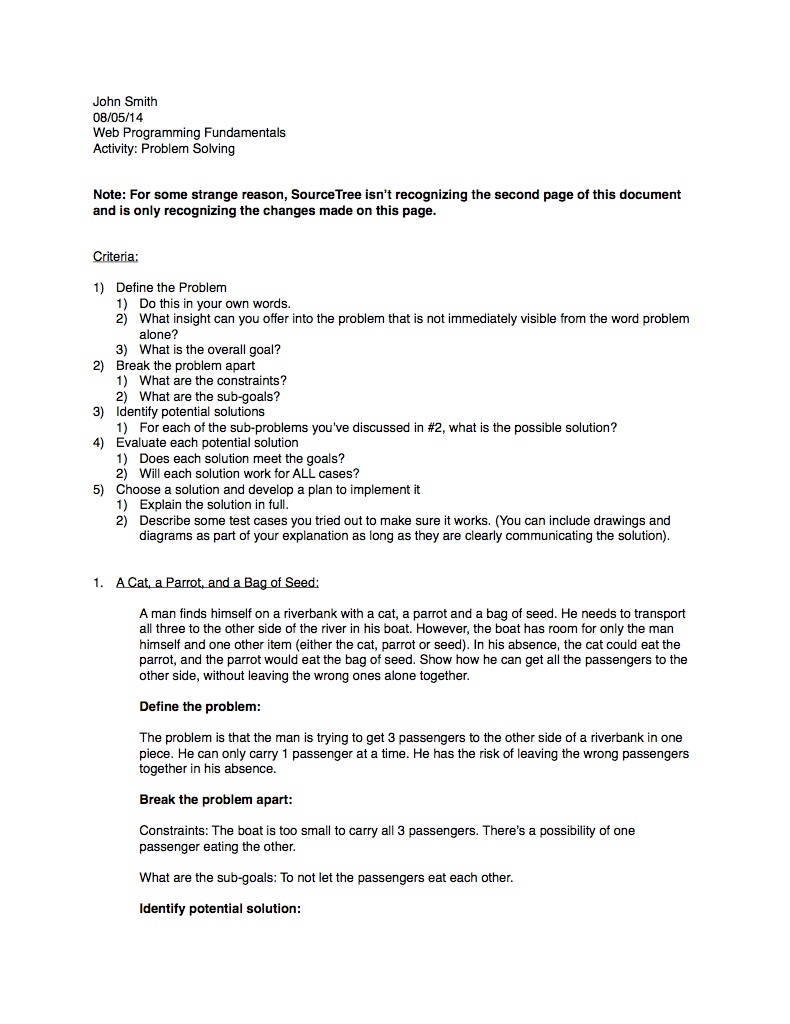 John Smith
08/05/14
Web Programming Fundamentals
Activity: Problem Solving
Note: For some strange reason, SourceTree isn't recognizing the second page of this document
and is only recognizing the changes made on this page.
Criteria:
1) Define the Problem
1) Do this in your own words.
2) What insight can you offer into the problem that is not immediately visible from the word problem
alone?
3) What is the overall goal?
2) Break the problem apart
1) What are the constraints?
2) What are the sub-goals?
3) Identify potential solutions
1) For each of the sub-problems you've discussed in #2, what is the possible solution?
4) Evaluate each potential solution
1) Does each solution meet the goals?
2) Will each solution work for ALL cases?
5) Choose a solution and develop a plan to implement it
1) Explain the solution in full.
2) Describe some test cases you tried out to make sure it works. (You can include drawings and
diagrams as part of your explanation as long as they are clearly communicating the solution).
1. A Cat, a Parrot, and a Bag of Seed:
A man finds himself on a riverbank with a cat, a parrot and a bag of seed. He needs to transport
all three to the other side of the river in his boat. However, the boat has room for only the man
himself and one other item (either the cat, parrot or seed). In his absence, the cat could eat the
parrot, and the parrot would eat the bag of seed. Show how he can get all the passengers to the
other side, without leaving the wrong ones alone together.
Define the problem:
The problem is that the man is trying to get 3 passengers to the other side of a riverbank in one
piece. He can only carry 1 passenger at a time. He has the risk of leaving the wrong passengers
together in his absence.
Break the problem apart:
Constraints: The boat is too small to carry all 3 passengers. There's a possibility of one
passenger eating the other.
What are the sub-goals: To not let the passengers eat each other.
Identify potential solution: